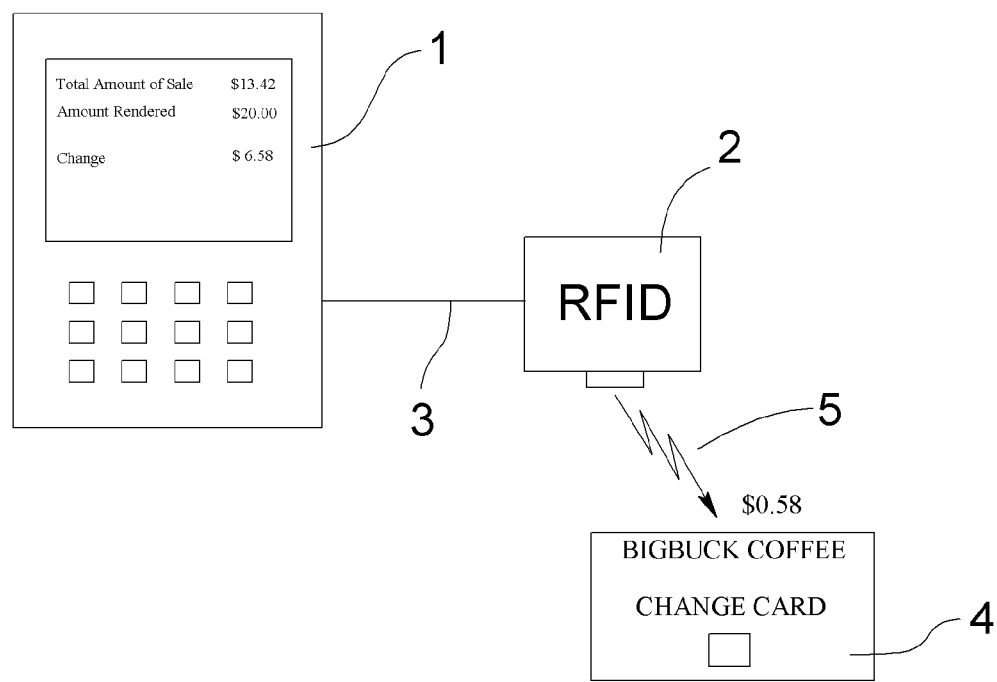 1
Total Amount of Sale $13.42
Amount Rendered $20.00
Change $ 6.58
2
RFID
3
5
$0.58
BIGBUCK COFFEE
CHANGE CARD
4